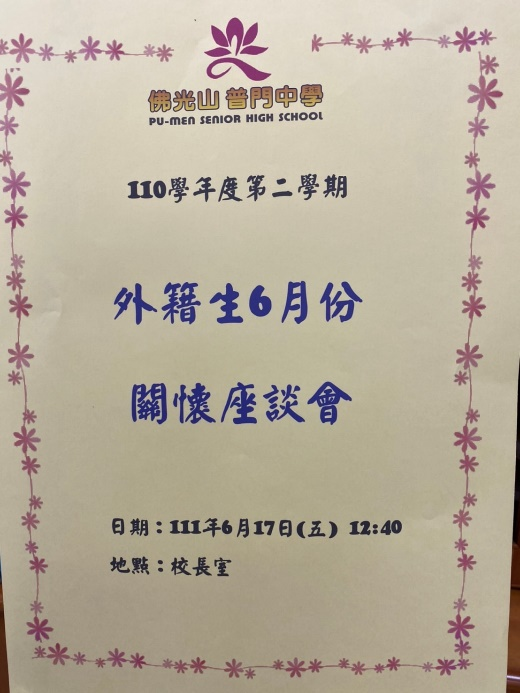 佛光山 普門中學
PU-MEN SENIOR HIGH SCHOOL
110學年度第二學期
外籍生6月份
關懷座談會
日期：111年6月17日(五) 12:40
地點：校長室